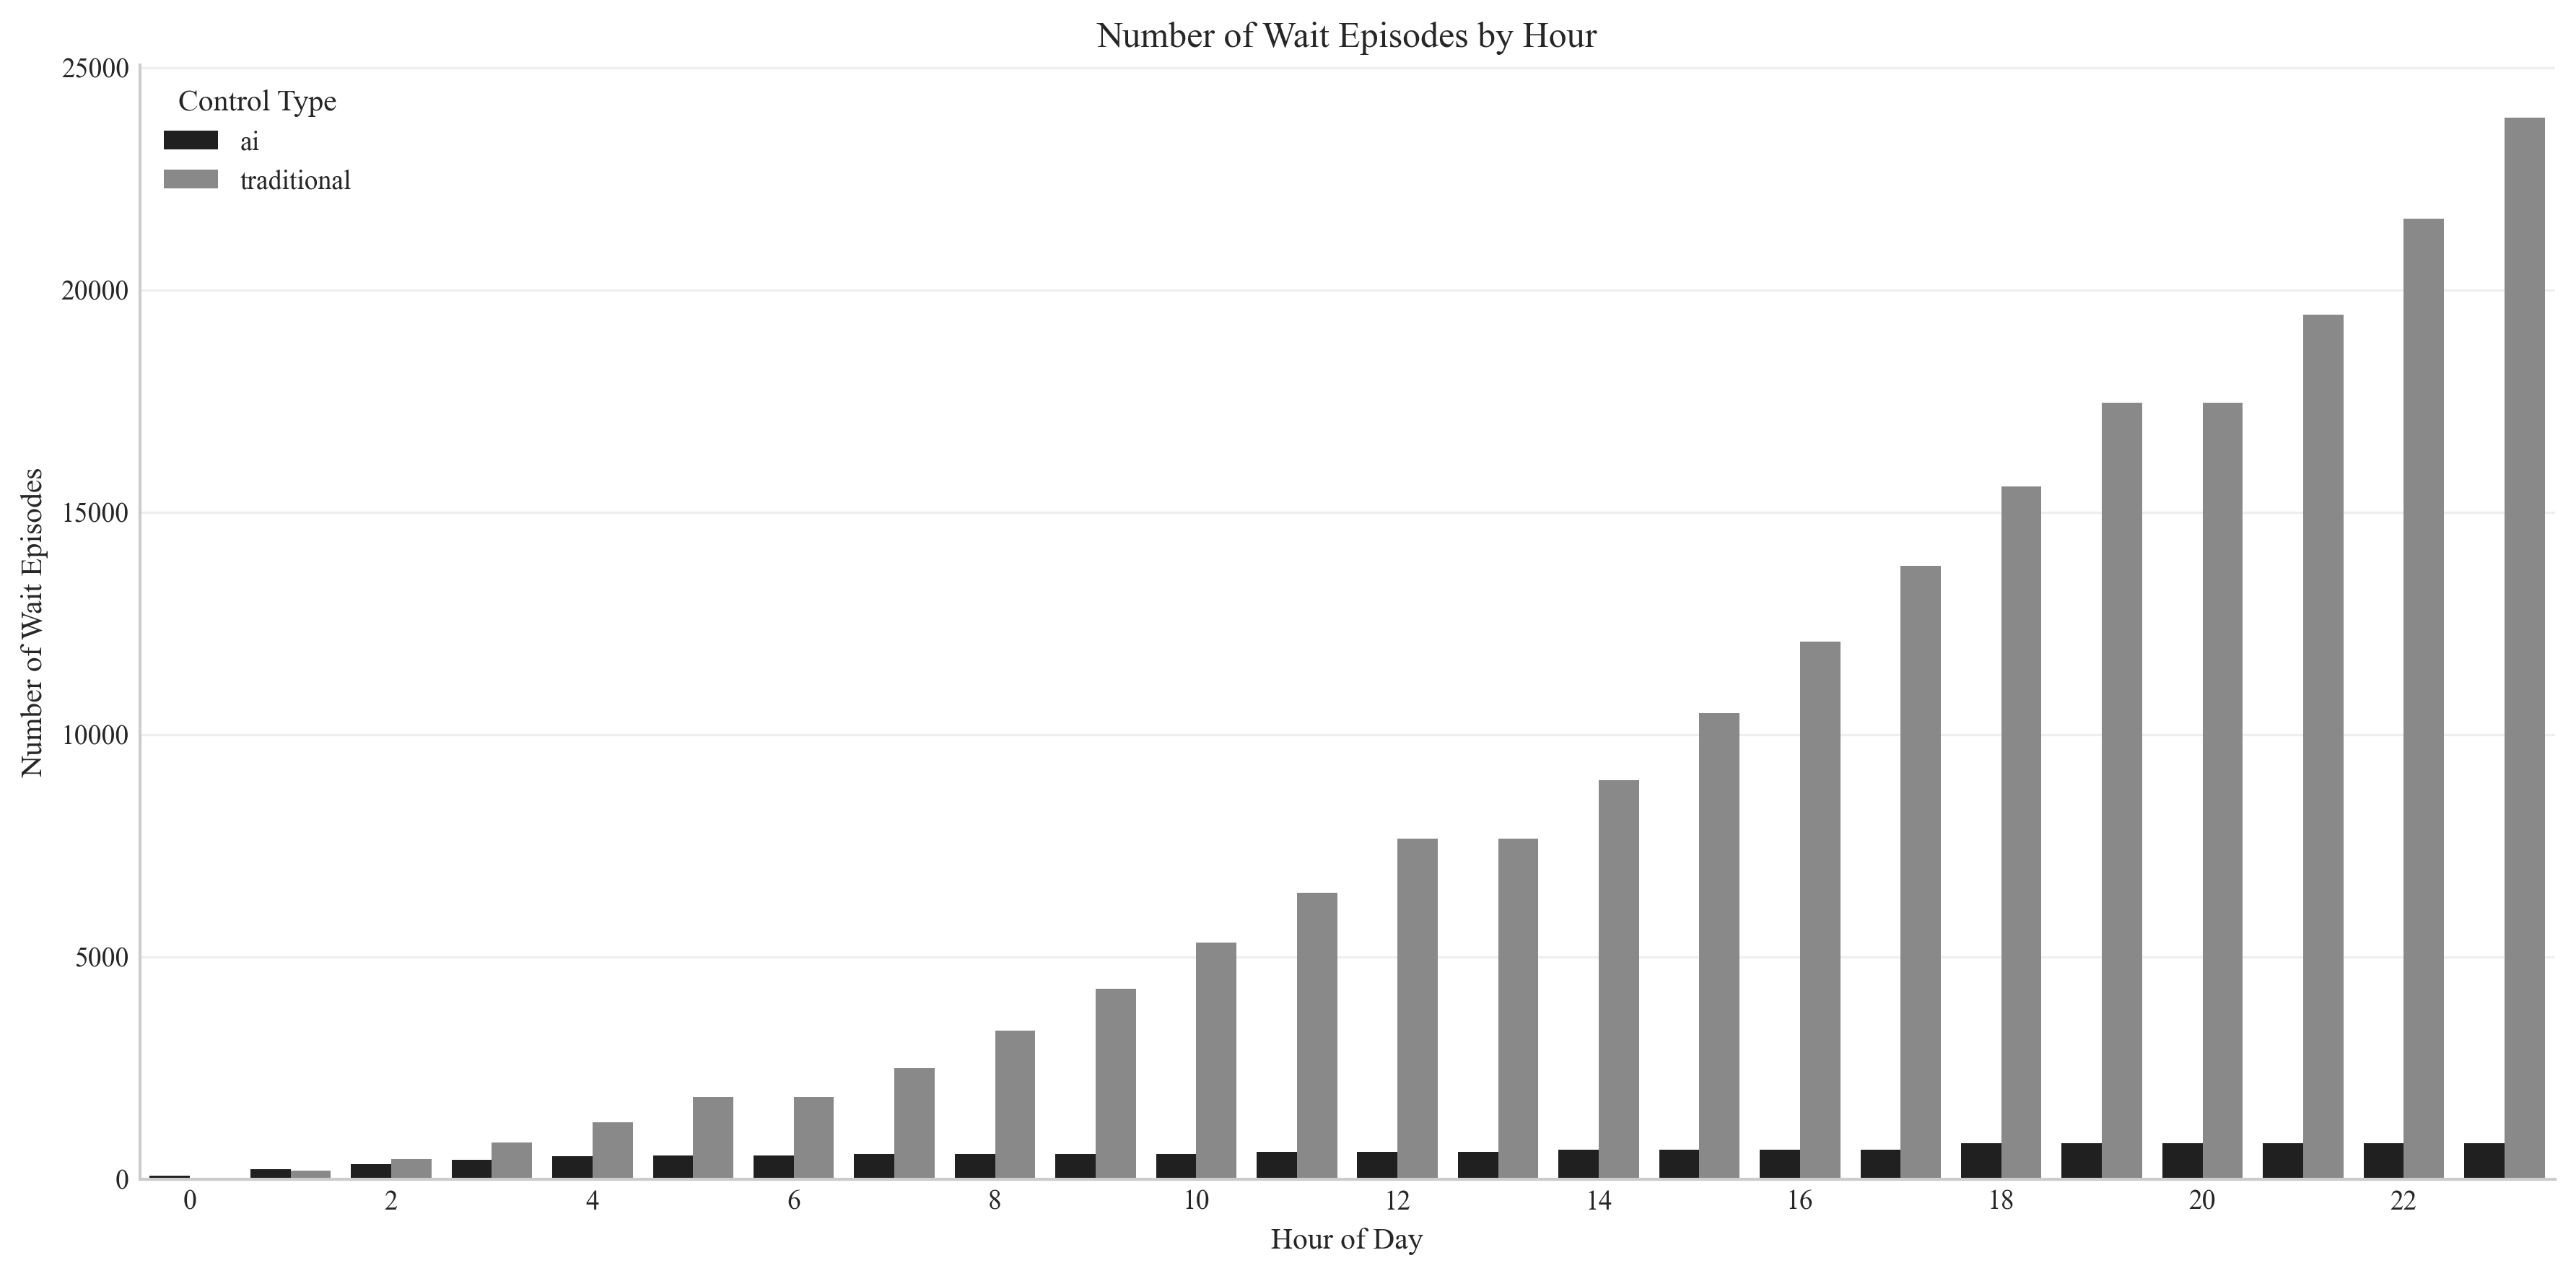 Number of Wait Episodes by Hour
25000
Control Type
ai
traditional
20000
15000
10000
5000
0
Number of Wait Episodes
0 2 4 6 8 10 12 14 16 18 20 22
Hour of Day